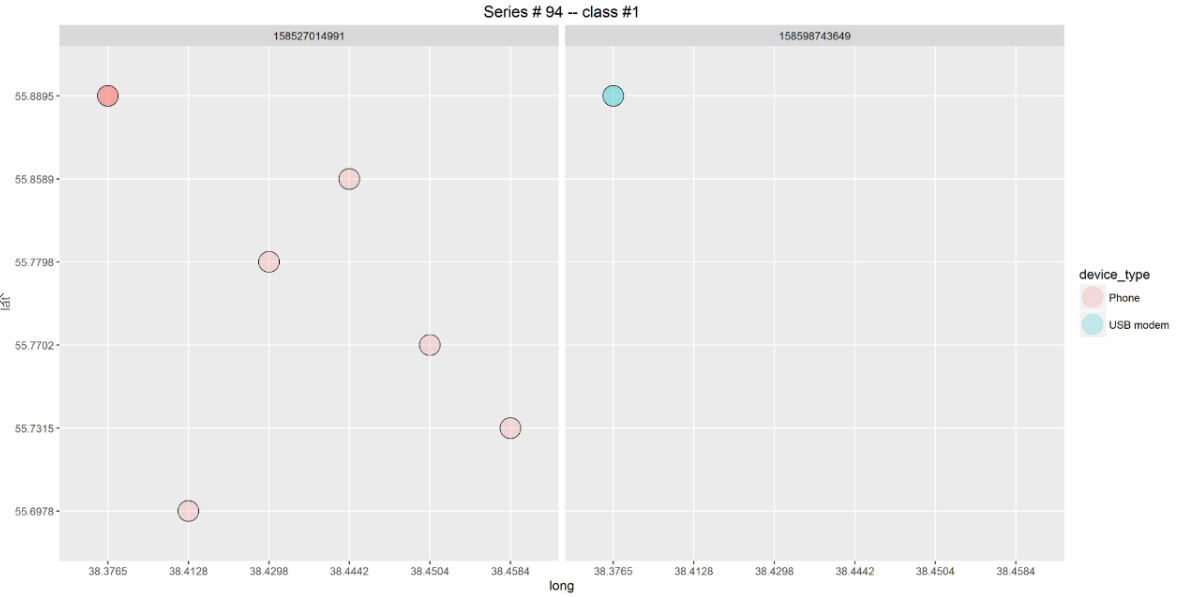 Series # 94 -- class #1
158527014991 158598743649
55.8895
55.8589
55.7798
55.7702
55.7315
55.6978
lat
38.3765 38.4128 38.4298 38.4442 38.4504 38.4584 38.3765 38.4128 38.4298 38.4442 38.4504 38.4584
long
device_type
Phone
USB modem